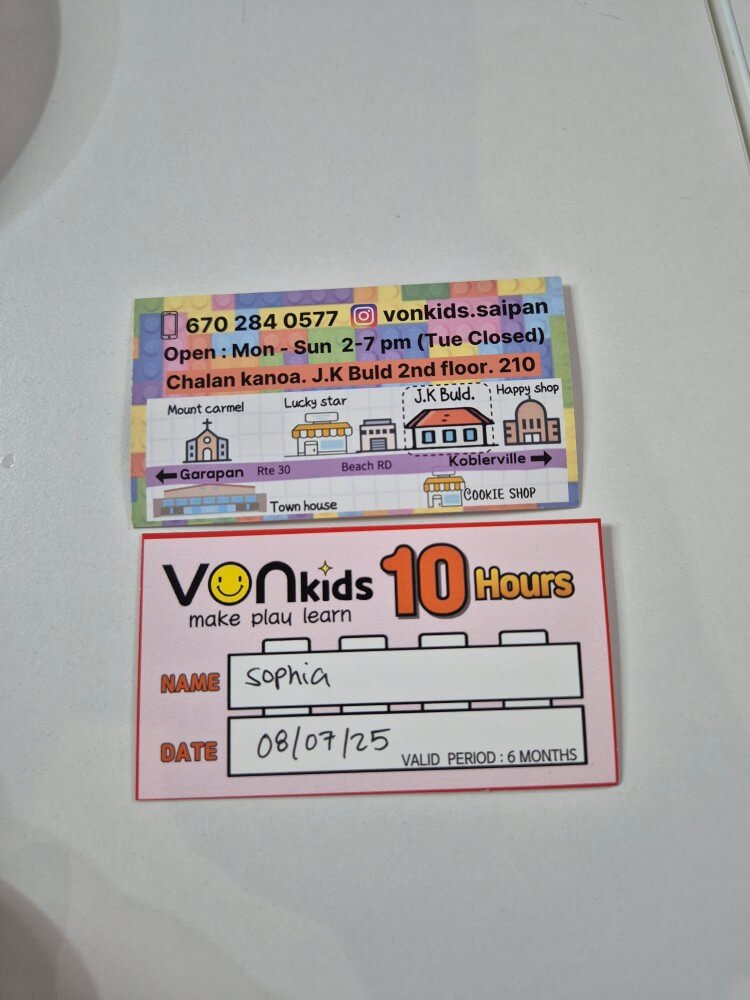 670 284 0577 vonkids.saipan
Open : Mon - Sun 2-7 pm (Tue Closed)
Chalan kanoa. J.K Buld 2nd floor. 210
Mount carmel Lucky star J.K Buld. Happy shop
Garapan Rte 30 Beach RD Koblerville
Town house COOKIE SHOP
VON kids 10 Hours
make play learn
NAME Sophia
DATE 08/07/25 VALID PERIOD : 6 MONTHS